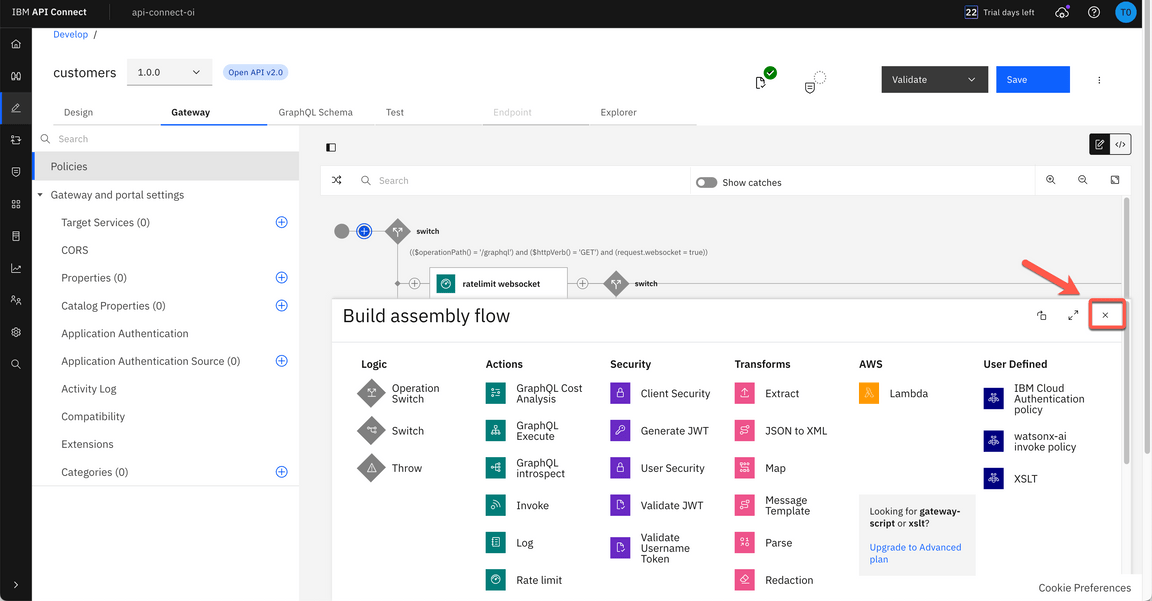 IBM API Connect
api-connect-oi
22 Trial days left
TO
Develop /
customers
1.0.0
Open API v2.0
Validate
Save
Design
Gateway
GraphQL Schema
Test
Endpoint
Explorer
Search
Policies
Gateway and portal settings
Target Services (0)
CORS
Properties (0)
Catalog Properties (0)
Application Authentication
Application Authentication Source (0)
Activity Log
Compatibility
Extensions
Categories (0)
Search
Show catches
switch
(($operationPath() = '/graphql') and ($httpVerb() = 'GET') and (request.websocket = true))
ratelimit websocket
switch
Build assembly flow
Logic
Operation
Switch
Switch
Throw
Actions
GraphQL Cost
Analysis
GraphQL
Execute
GraphQL
introspect
Invoke
Log
Rate limit
Security
Client Security
Generate JWT
User Security
Validate JWT
Validate
Username
Token
Transforms
Extract
JSON to XML
Map
Message
Template
Parse
Redaction
AWS
Lambda
Looking for gateway-
script or xslt?
Upgrade to Advanced
plan
User Defined
IBM Cloud
Authentication
policy
watsonx-ai
invoke policy
XSLT
Cookie Preferences